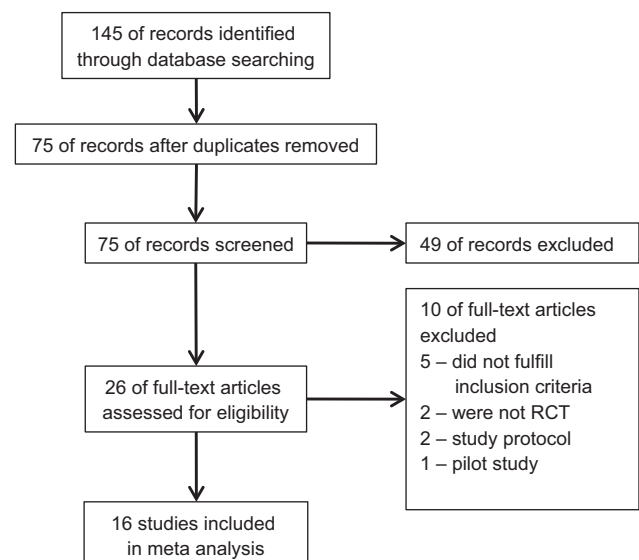 145 of records identified
through database searching
75 of records after duplicates removed
75 of records screened
49 of records excluded
10 of full-text articles
excluded
5 – did not fulfill
inclusion criteria
2 – were not RCT
2 – study protocol
1 – pilot study
26 of full-text articles
assessed for eligibility
16 studies included
in meta analysis